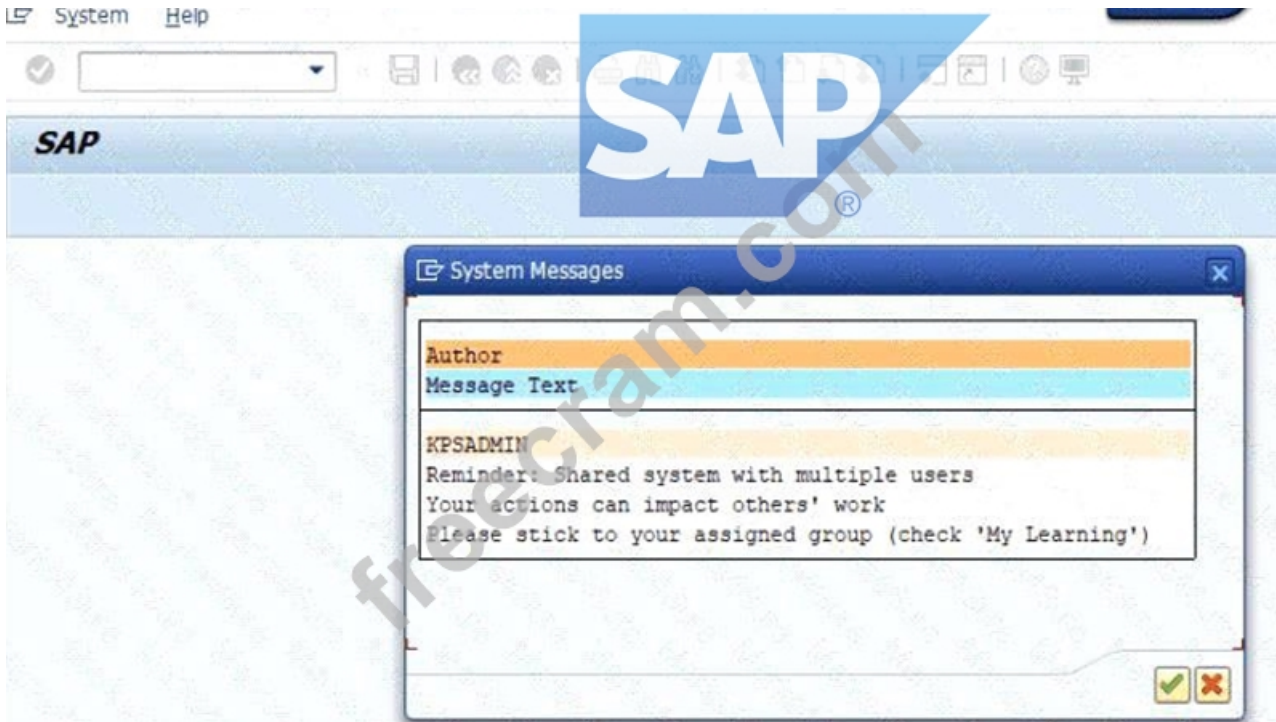 System Help
SAP
SAP
®
System Messages
Author
Message Text
KPSADMIN
Reminder: Shared system with multiple users
Your actions can impact others' work
Please stick to your assigned group (check 'My Learning')
freecram.com